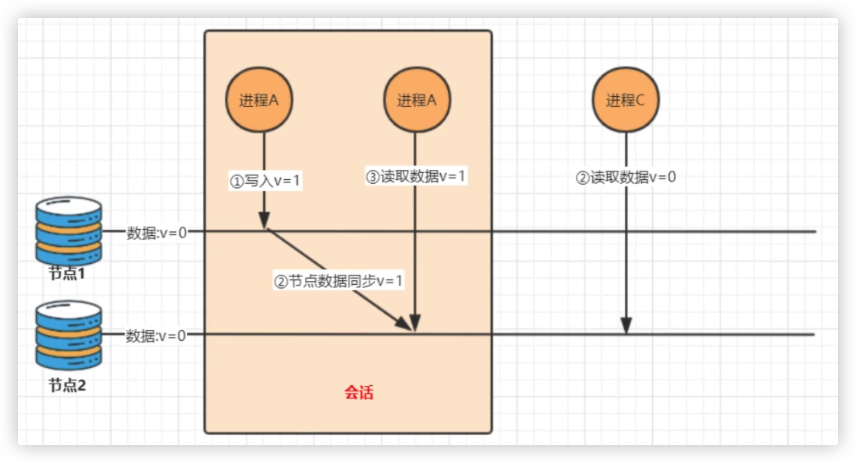 进程A
进程A
进程C
①写入v=1
③读取数据v=1
②读取数据v=0
数据:v=0
节点1
②节点数据同步v=1
数据:v=0
节点2
会话